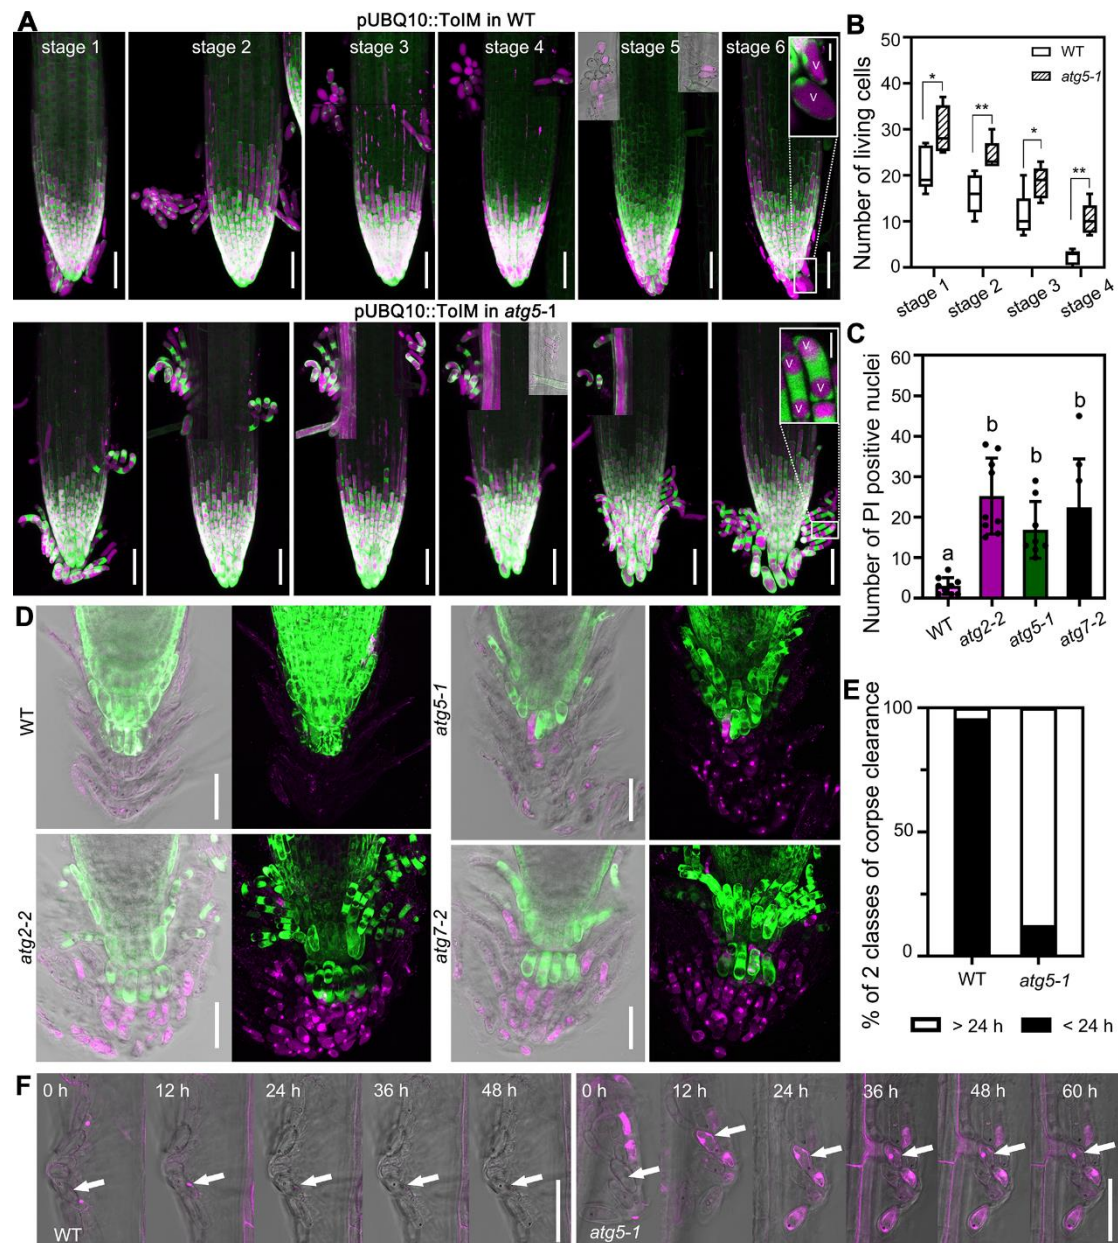 A
pUBQ10::TolM in WT
stage 1 stage 2 stage 3 stage 4 stage 5 stage 6
v
v
pUBQ10::TolM in atg5-1
v
v
v
v
B
Number of living cells
50
40
30
20
10
0
WT
atg5-1
* ** * **
stage 1 stage 2 stage 3 stage 4
C
Number of PI positive nuclei
60
50
40
30
20
10
0
a b b b
WT atg2-2 atg5-1 atg7-2
D
WT
atg5-1
atg2-2
atg7-2
E
% of 2 classes of corpse clearance
100
50
0
WT atg5-1
> 24 h < 24 h
F
0 h 12 h 24 h 36 h 48 h
WT
0 h 12 h 24 h 36 h 48 h 60 h
atg5-1